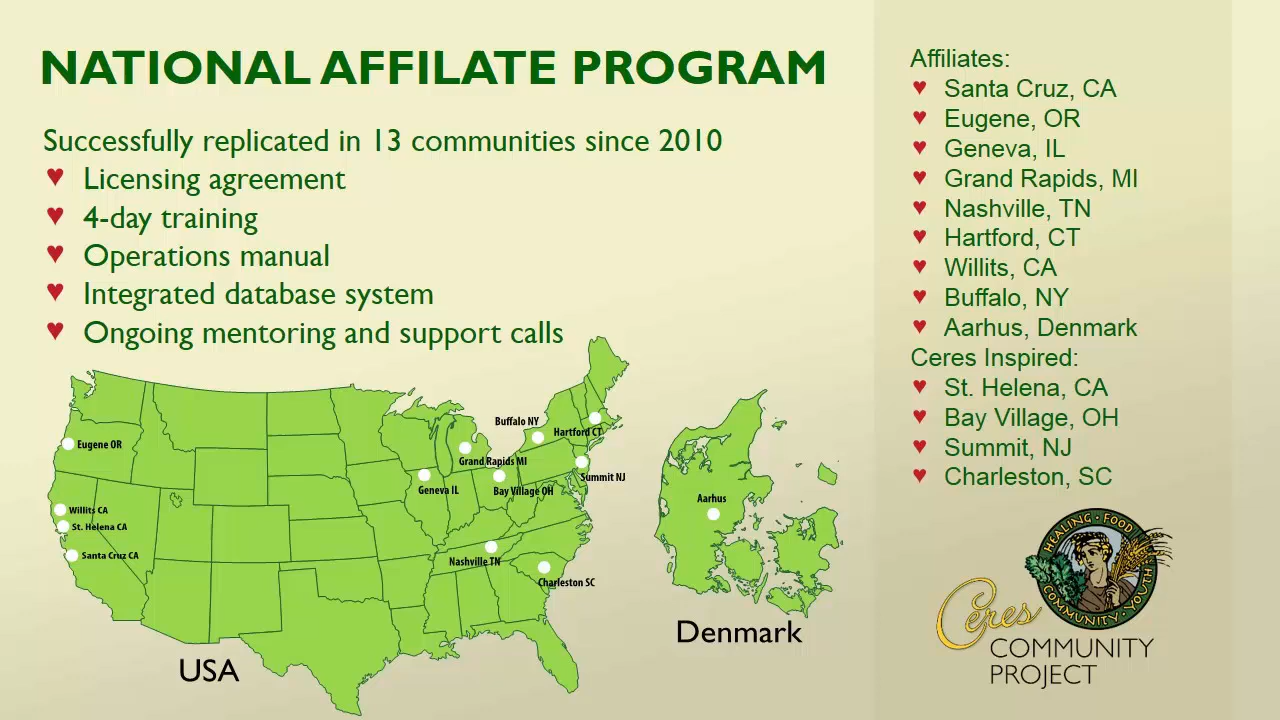 NATIONAL AFFILATE PROGRAM
Successfully replicated in 13 communities since 2010
♥ Licensing agreement
♥ 4-day training
♥ Operations manual
♥ Integrated database system
♥ Ongoing mentoring and support calls
Eugene OR
Willits CA
St. Helena CA
Santa Cruz CA
Buffalo NY
Hartford CT
Grand Rapids MI
Geneva IL
Bay Village OH
Summit NJ
Nashville TN
Charleston SC
USA
Aarhus
Denmark
Affiliates:
♥ Santa Cruz, CA
♥ Eugene, OR
♥ Geneva, IL
♥ Grand Rapids, MI
♥ Nashville, TN
♥ Hartford, CT
♥ Willits, CA
♥ Buffalo, NY
♥ Aarhus, Denmark
Ceres Inspired:
♥ St. Helena, CA
♥ Bay Village, OH
♥ Summit, NJ
♥ Charleston, SC
HEALING · FOOD
COMMUNITY · YOUTH
Ceres
COMMUNITY
PROJECT